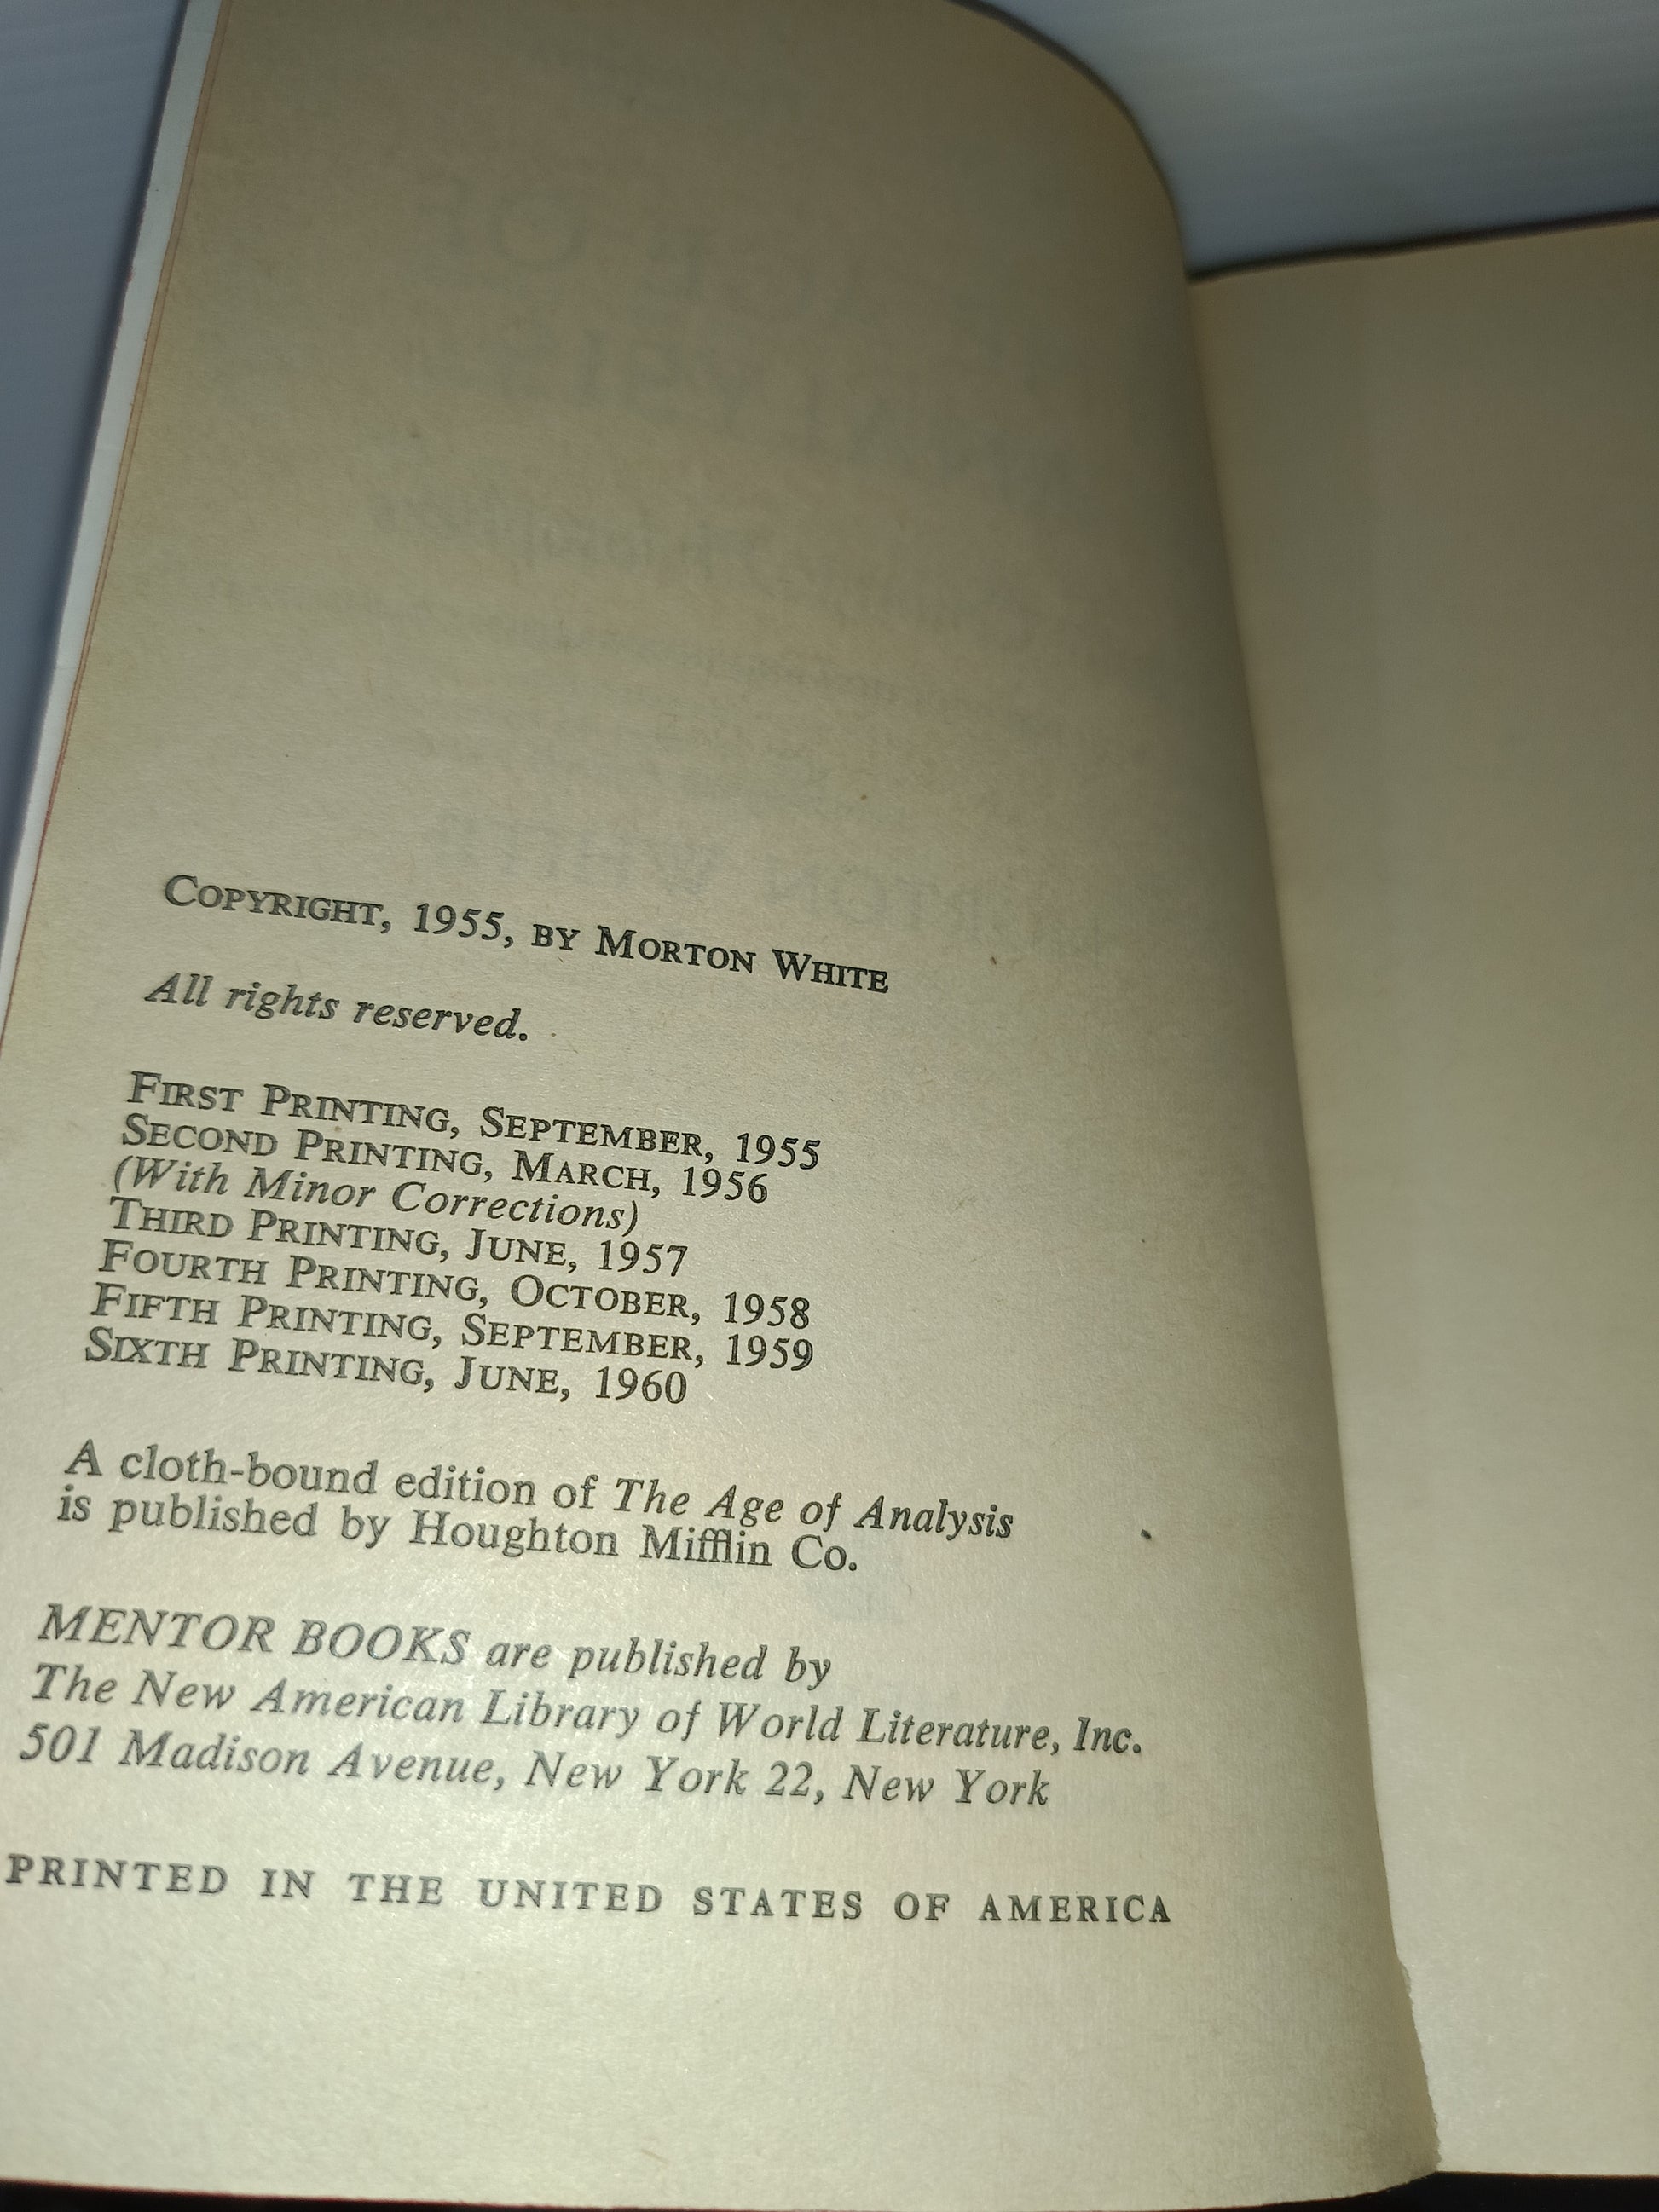 COPYRIGHT, 1955, BY MORTON WHITE
All rights reserved.
FIRST PRINTING, SEPTEMBER, 1955
SECOND PRINTING, MARCH, 1956
(With Minor Corrections)
THIRD PRINTING, JUNE, 1957
FOURTH PRINTING, OCTOBER, 1958
FIFTH PRINTING, SEPTEMBER, 1959
SIXTH PRINTING, JUNE, 1960
A cloth-bound edition of The Age of Analysis
is published by Houghton Mifflin Co.
MENTOR BOOKS are published by
The New American Library of World Literature, Inc.
501 Madison Avenue, New York 22, New York
PRINTED IN THE UNITED STATES OF AMERICA